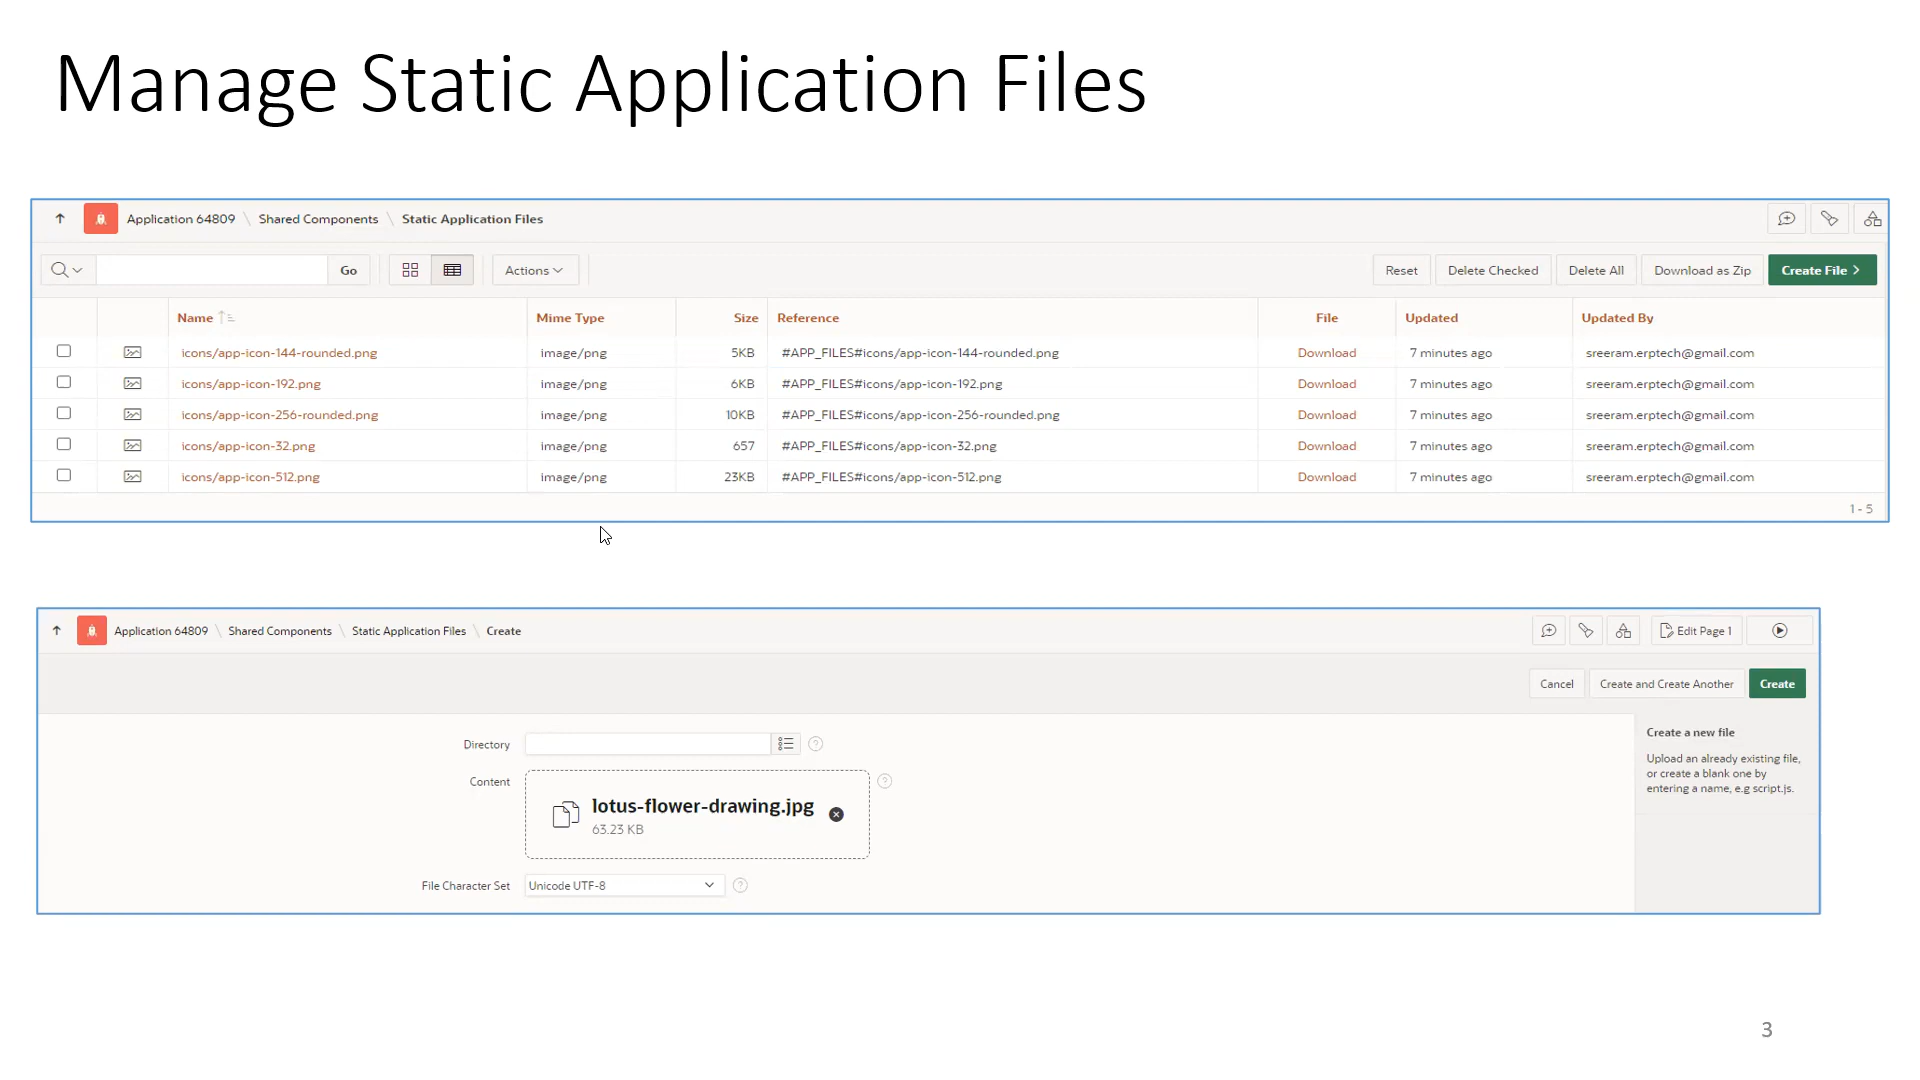 Manage Static Application Files
Application 64809 \ Shared Components \ Static Application Files
Go Actions Reset Delete Checked Delete All Download as Zip Create File
Name Mime Type Size Reference File Updated Updated By
icons/app-icon-144-rounded.png image/png 5KB #APP_FILES#icons/app-icon-144-rounded.png Download 7 minutes ago sreeram.erptech@gmail.com
icons/app-icon-192.png image/png 6KB #APP_FILES#icons/app-icon-192.png Download 7 minutes ago sreeram.erptech@gmail.com
icons/app-icon-256-rounded.png image/png 10KB #APP_FILES#icons/app-icon-256-rounded.png Download 7 minutes ago sreeram.erptech@gmail.com
icons/app-icon-32.png image/png 657 #APP_FILES#icons/app-icon-32.png Download 7 minutes ago sreeram.erptech@gmail.com
icons/app-icon-512.png image/png 23KB #APP_FILES#icons/app-icon-512.png Download 7 minutes ago sreeram.erptech@gmail.com
1 - 5
Application 64809 \ Shared Components \ Static Application Files \ Create
Edit Page 1
Cancel Create and Create Another Create
Directory
Content
lotus-flower-drawing.jpg
63.23 KB
File Character Set Unicode UTF-8
Create a new file
Upload an already existing file,
or create a blank one by
entering a name, e.g script.js.
3